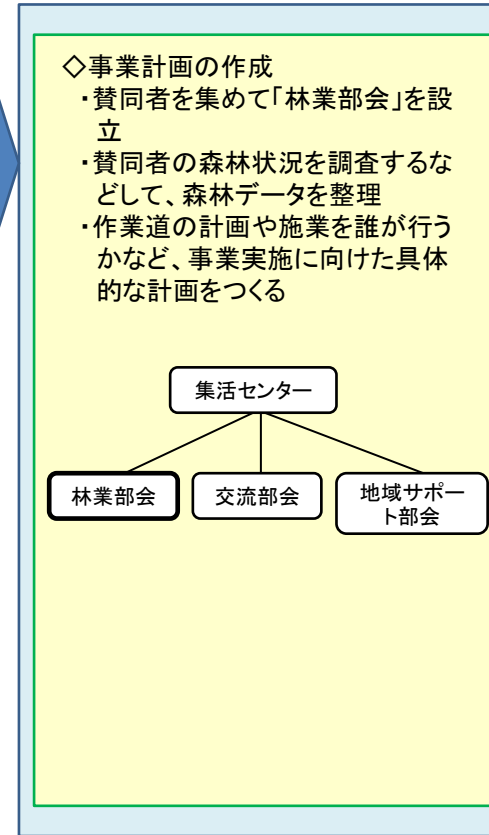 ◇事業計画の作成
・賛同者を集めて「林業部会」を設
立
・賛同者の森林状況を調査するな
どして、森林データを整理
・作業道の計画や施業を誰が行う
かなど、事業実施に向けた具体
的な計画をつくる
集活センター
林業部会
交流部会
地域サポー
ト部会